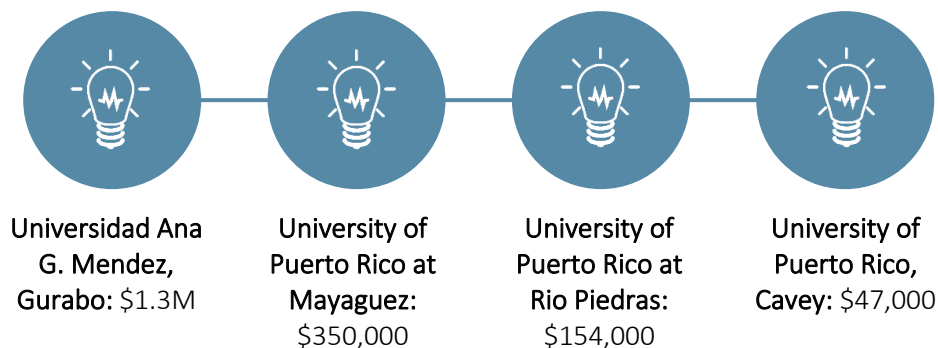 Universidad Ana
G. Mendez,
Gurabo: $1.3M
University of
Puerto Rico at
Mayaguez:
$350,000
University of
Puerto Rico at
Rio Piedras:
$154,000
University of
Puerto Rico,
Cavey: $47,000